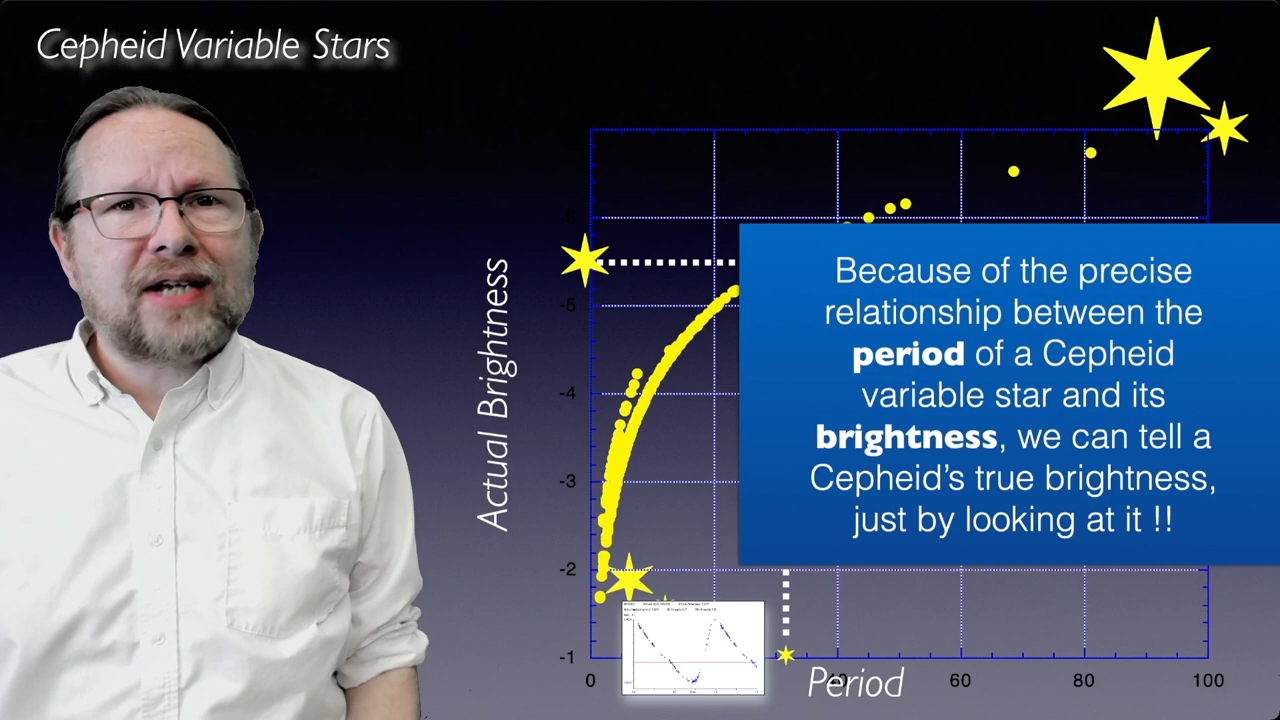 Cepheid Variable Stars
Because of the precise
relationship between the
period of a Cepheid
variable star and its
brightness, we can tell a
Cepheid's true brightness,
just by looking at it !!
Actual Brightness
-5
-4
-3
-2
-1
0
60
80
100
Period